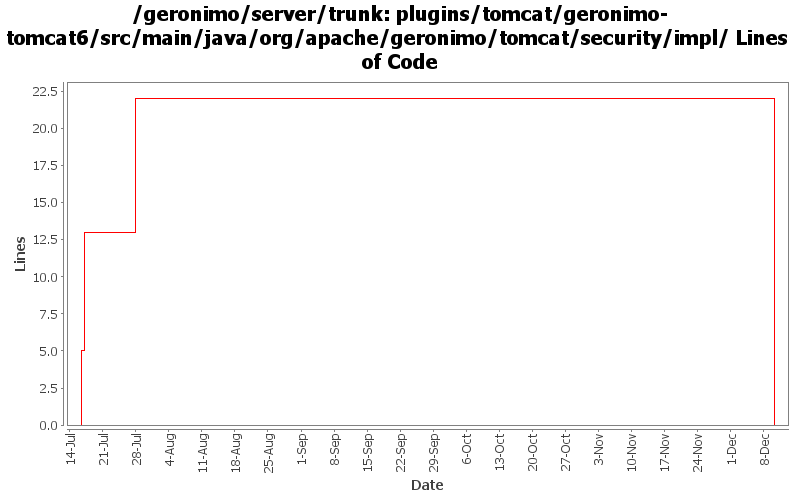 /geronimo/server/trunk: plugins/tomcat/geronimo-
tomcat6/src/main/java/org/apache/geronimo/tomcat/security/impl/ Lines
of Code
22.5
20.0
17.5
15.0
12.5
10.0
7.5
5.0
2.5
0.0
Lines
14-Jul
21-Jul
28-Jul
4-Aug
11-Aug
18-Aug
25-Aug
1-Sep
8-Sep
15-Sep
22-Sep
29-Sep
6-Oct
13-Oct
20-Oct
27-Oct
3-Nov
10-Nov
17-Nov
24-Nov
1-Dec
8-Dec
Date